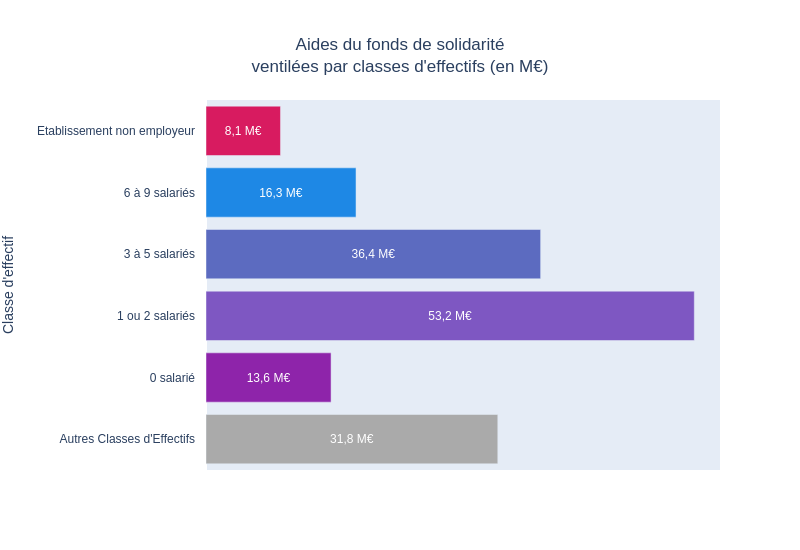 Aides du fonds de solidarité
ventilées par classes d'effectifs (en M€)
Classe d'effectif
Etablissement non employeur
8,1 M€
6 à 9 salariés
16,3 M€
3 à 5 salariés
36,4 M€
1 ou 2 salariés
53,2 M€
0 salarié
13,6 M€
Autres Classes d'Effectifs
31,8 M€